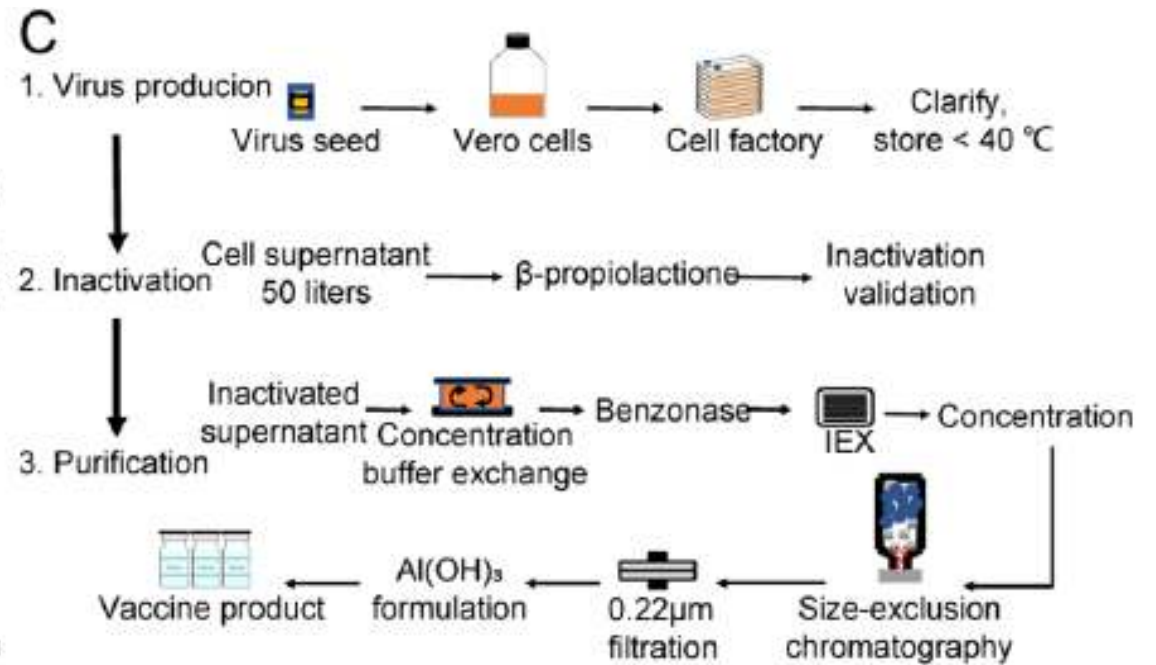 C
1. Virus producion
Virus seed
Vero cells
Cell factory
Clarify,
store < 40 ℃
2. Inactivation
Cell supernatant
50 liters
β-propiolactione
Inactivation
validation
3. Purification
Inactivated
supernatant
Concentration
buffer exchange
Benzonase
IEX
Concentration
Size-exclusion
chromatography
0.22µm
filtration
Al(OH)₃
formulation
Vaccine product